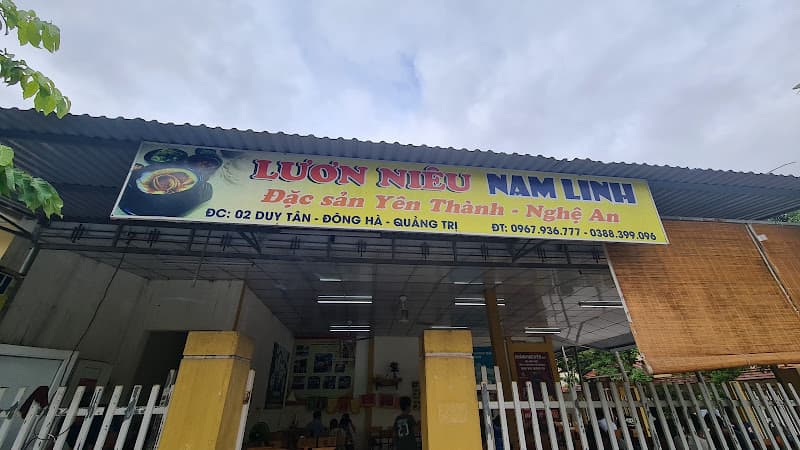 LƯƠN NIÊU NAM LINH
Đặc sản Yên Thành - Nghệ An
ĐC: 02 DUY TÂN - ĐÔNG HÀ - QUẢNG TRỊ ĐT: 0967.936.777 - 0388.399.096